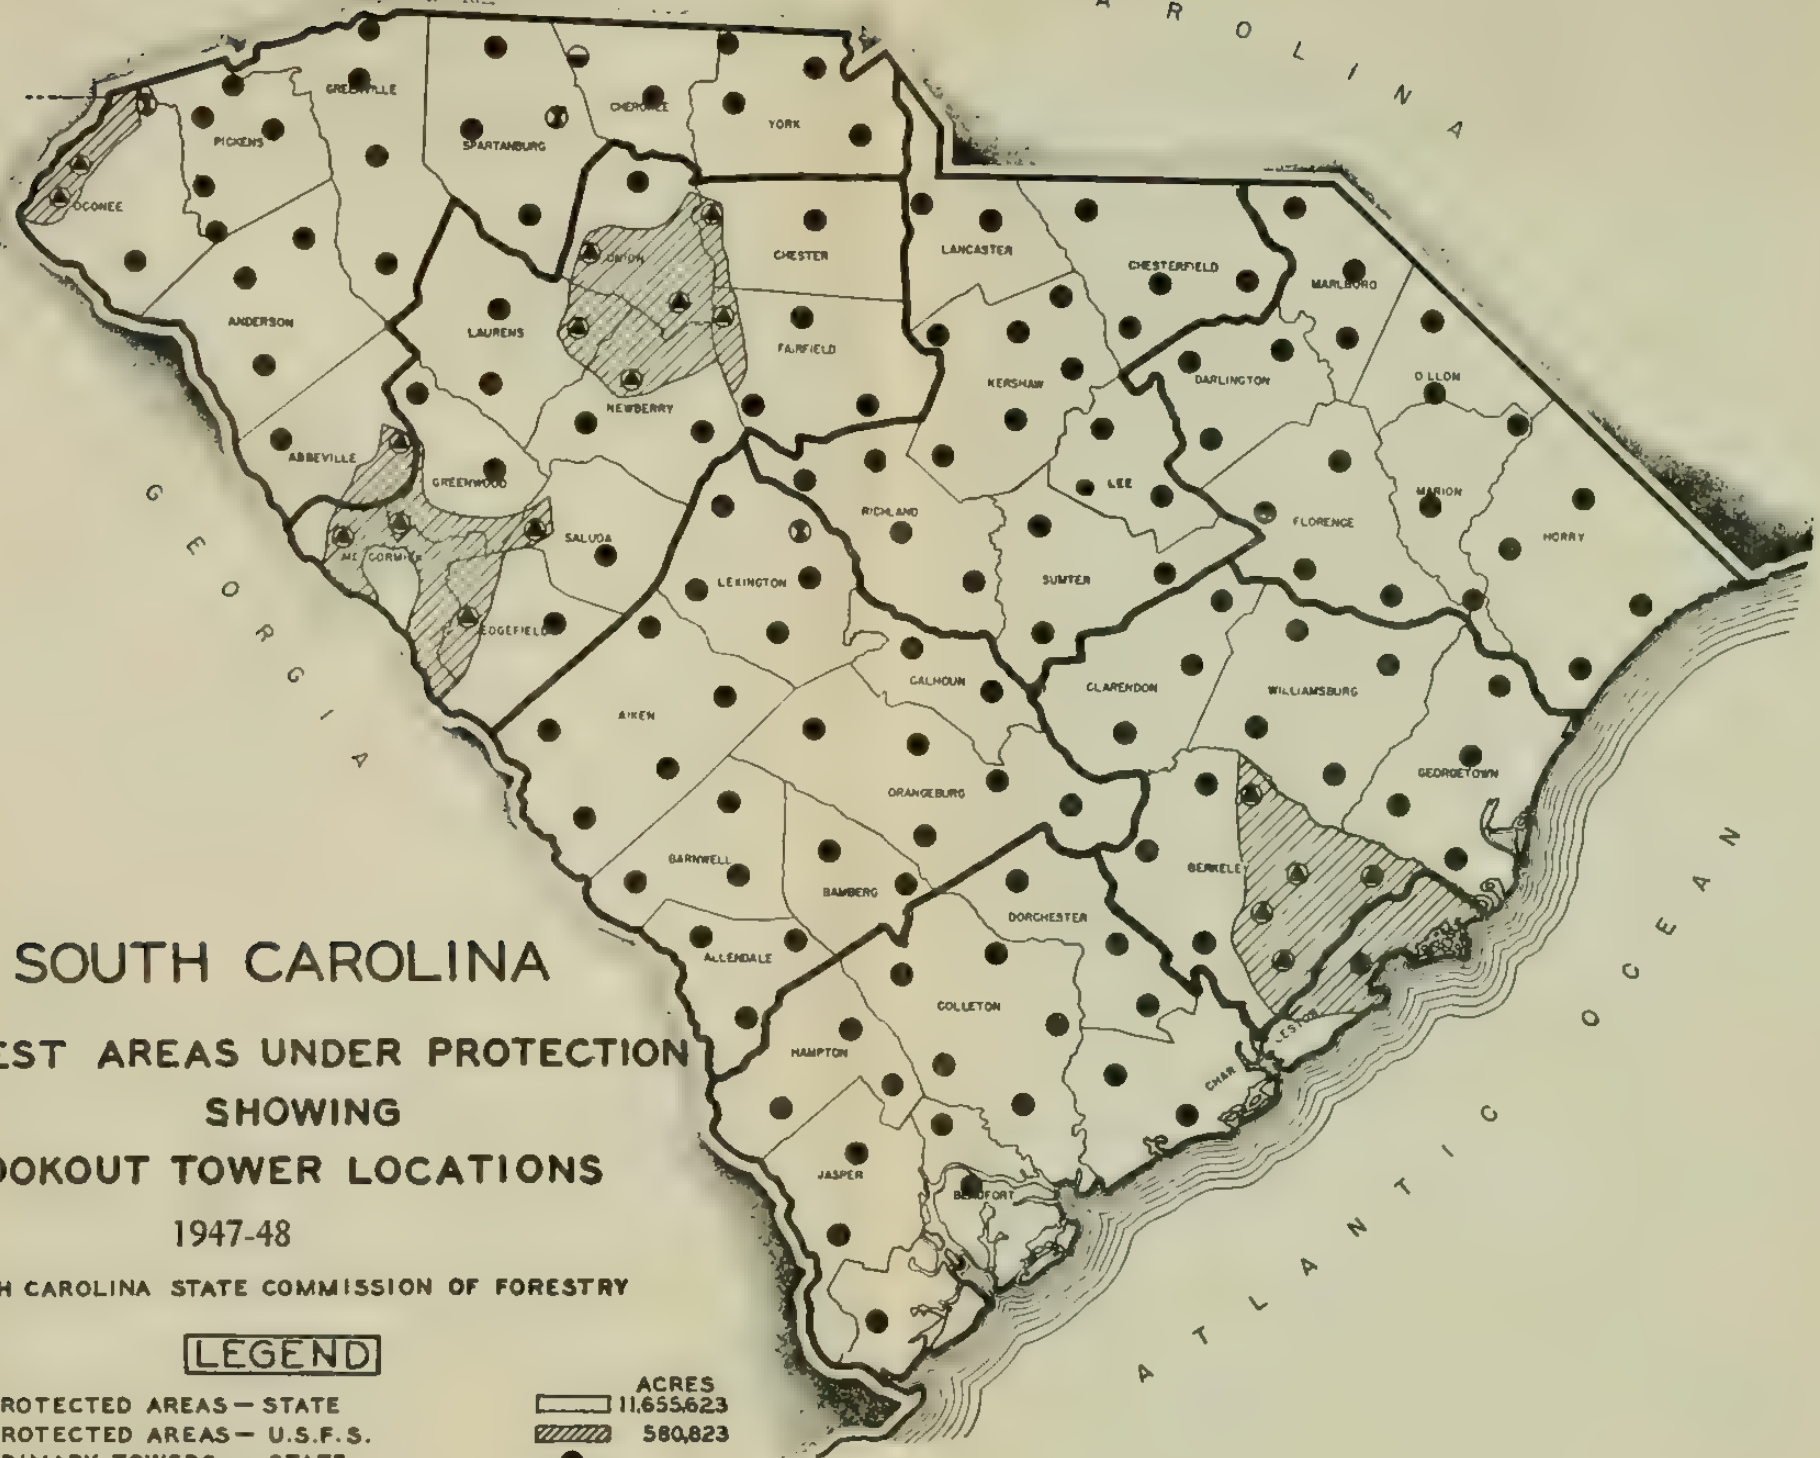 A R O L I N A
GREENVILLE
CHEROKEE
YORK
PICKENS
SPARTANBURG
OCONEE
UNION
CHESTER
LANCASTER
CHESTERFIELD
MARLBORO
ANDERSON
LAURENS
FAIRFIELD
KERSHAW
DARLINGTON
DILLON
NEWBERRY
ABBEVILLE
GREENWOOD
LEE
MARION
RICHLAND
FLORENCE
HORRY
SALUDA
MC CORMICK
LEXINGTON
SUMTER
EDGEFIELD
CALHOUN
CLARENDON
WILLIAMSBURG
AIKEN
GEORGETOWN
ORANGEBURG
BARNWELL
BAMBERG
BERKELEY
DORCHESTER
ALLENDALE
COLLETON
HAMPTON
CHAR LESTON
JASPER
BEAUFORT
GEORGIA
ATLANTIC OCEAN
SOUTH CAROLINA
EST AREAS UNDER PROTECTION
SHOWING
OOKOUT TOWER LOCATIONS
1947-48
H CAROLINA STATE COMMISSION OF FORESTRY
LEGEND
ACRES
ROTECTED AREAS — STATE 11,655,623
ROTECTED AREAS — U.S.F.S. 580,823